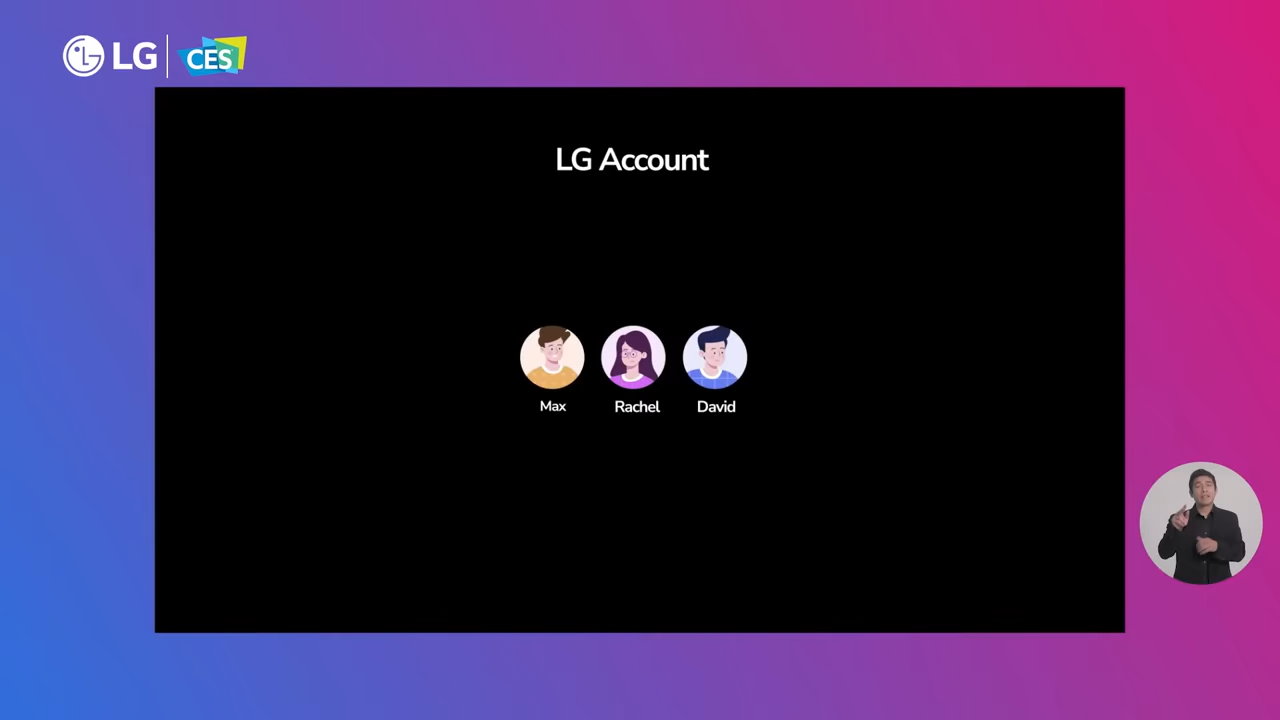 LG
CES
LG Account
Max
Rachel
David